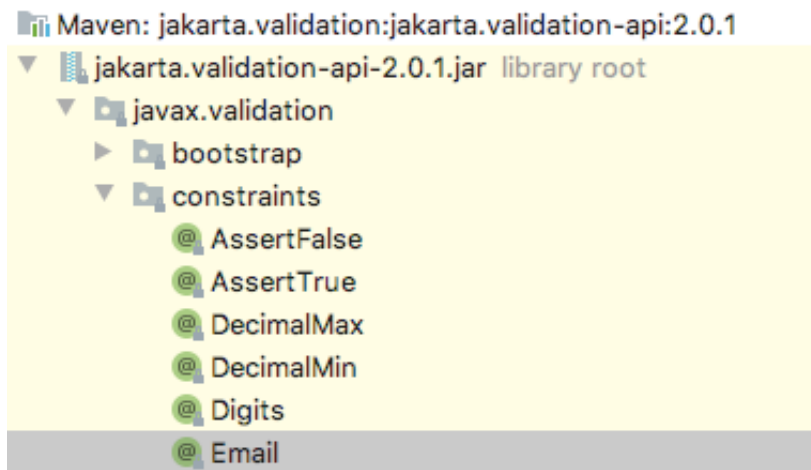 Maven: jakarta.validation:jakarta.validation-api:2.0.1
jakarta.validation-api-2.0.1.jar library root
javax.validation
bootstrap
constraints
@ AssertFalse
@ AssertTrue
@ DecimalMax
@ DecimalMin
@ Digits
@ Email